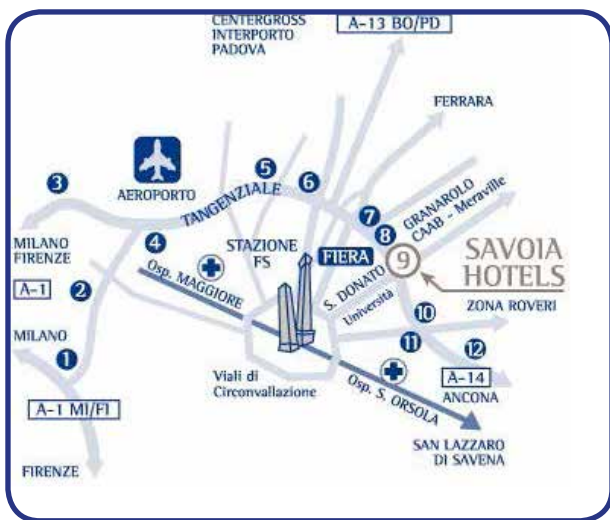 CENTERGROSS
INTERPORTO
PADOVA
A-13 BO/PD
FERRARA
AEROPORTO
3
5
6
TANGENZIALE
7
8
GRANAROLO
CAAB - Meraville
MILANO
FIRENZE
A-1
4
Osp. MAGGIORE
STAZIONE
FS
FIERA
9
SAVOIA
HOTELS
S. DONATO
Università
2
10
ZONA ROVERI
MILANO
1
11
12
A-14
ANCONA
Viali di
Circonvallazione
Osp. S. ORSOLA
A-1 MI/FI
FIRENZE
SAN LAZZARO
DI SAVENA